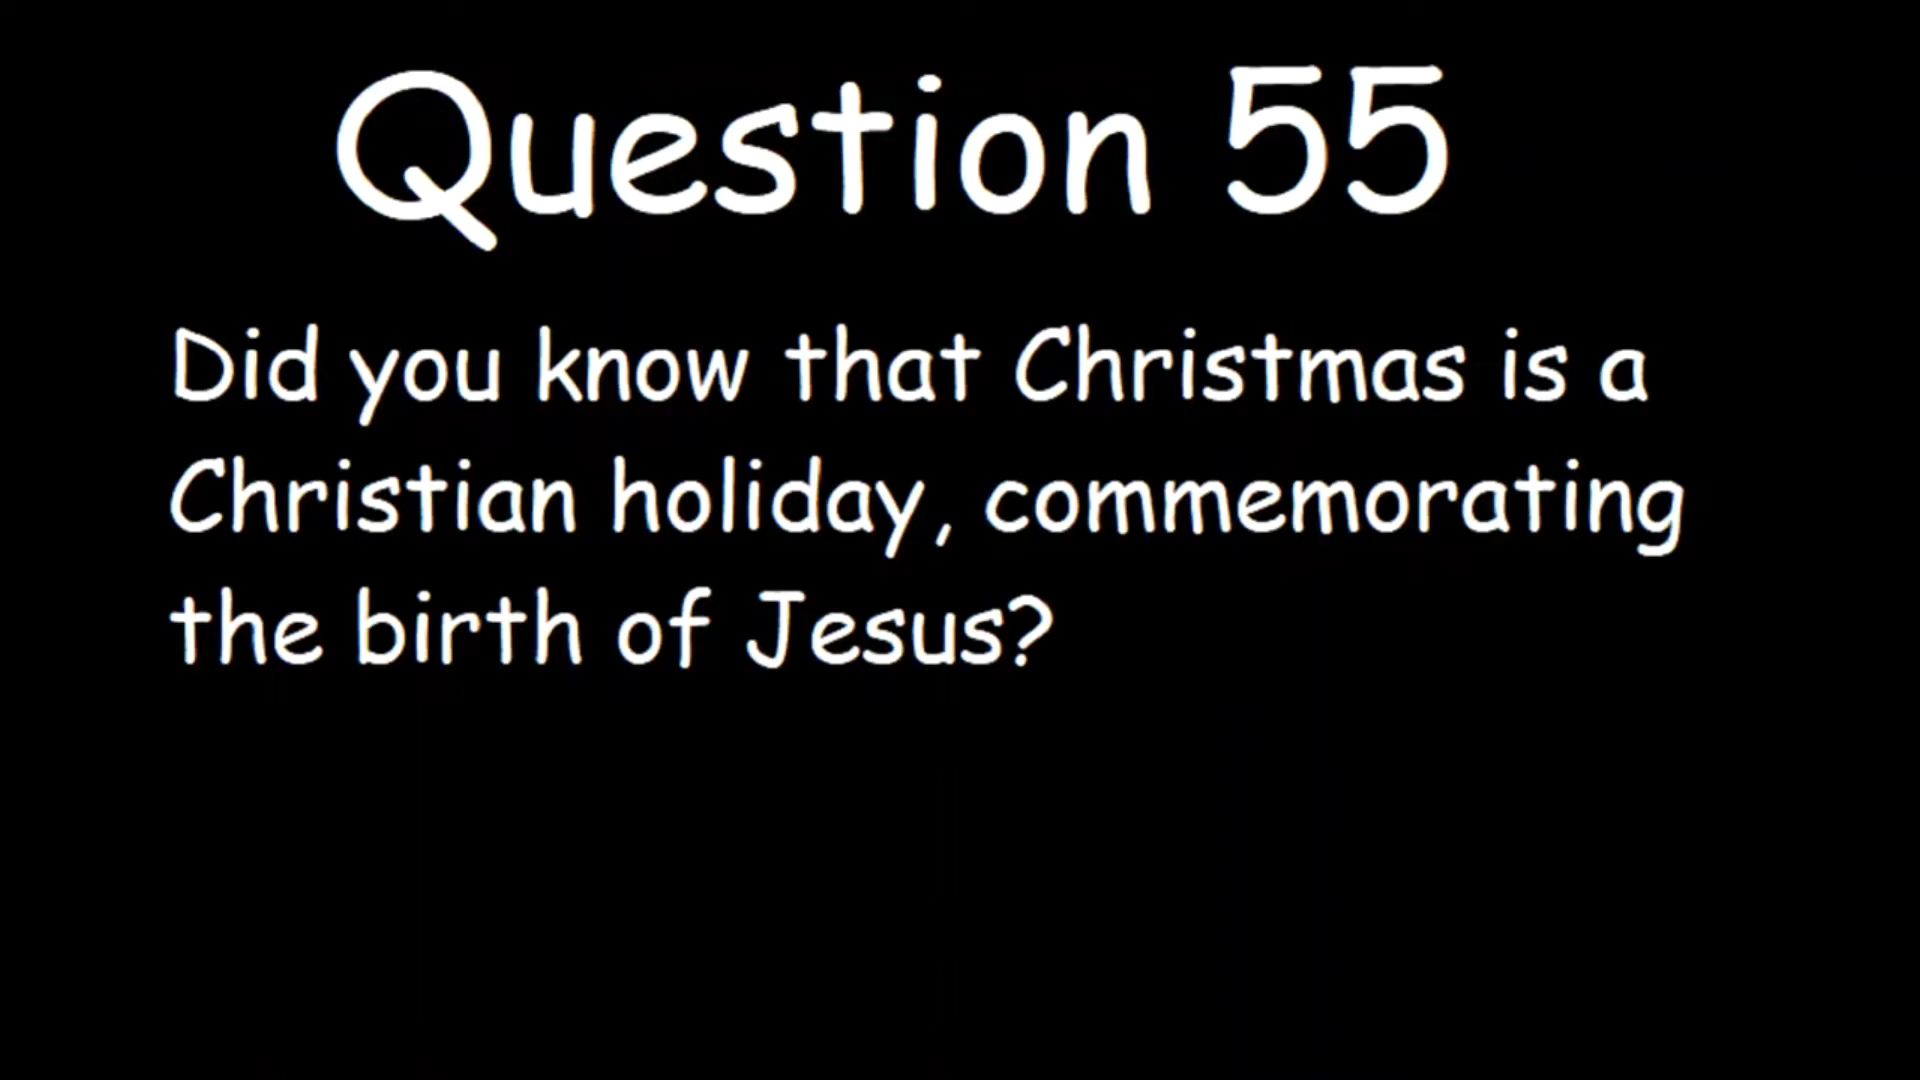 Question 55
Did you know that Christmas is a
Christian holiday, commemorating
the birth of Jesus?